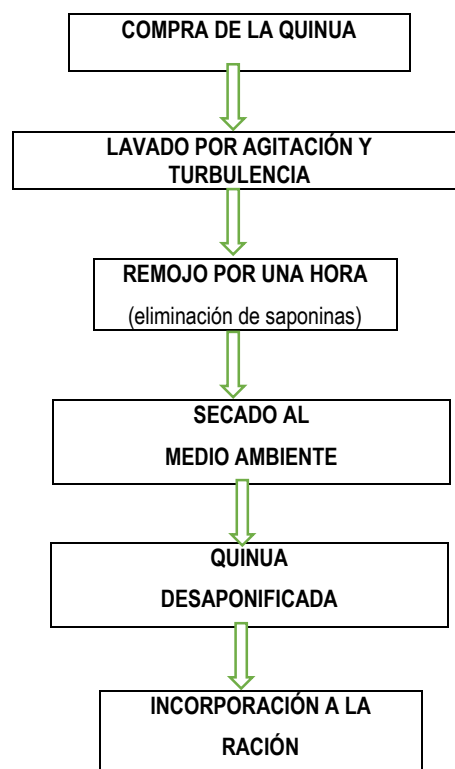 COMPRA DE LA QUINUA
LAVADO POR AGITACIÓN Y
TURBULENCIA
REMOJO POR UNA HORA
(eliminación de saponinas)
SECADO AL
MEDIO AMBIENTE
QUINUA
DESAPONIFICADA
INCORPORACIÓN A LA
RACIÓN